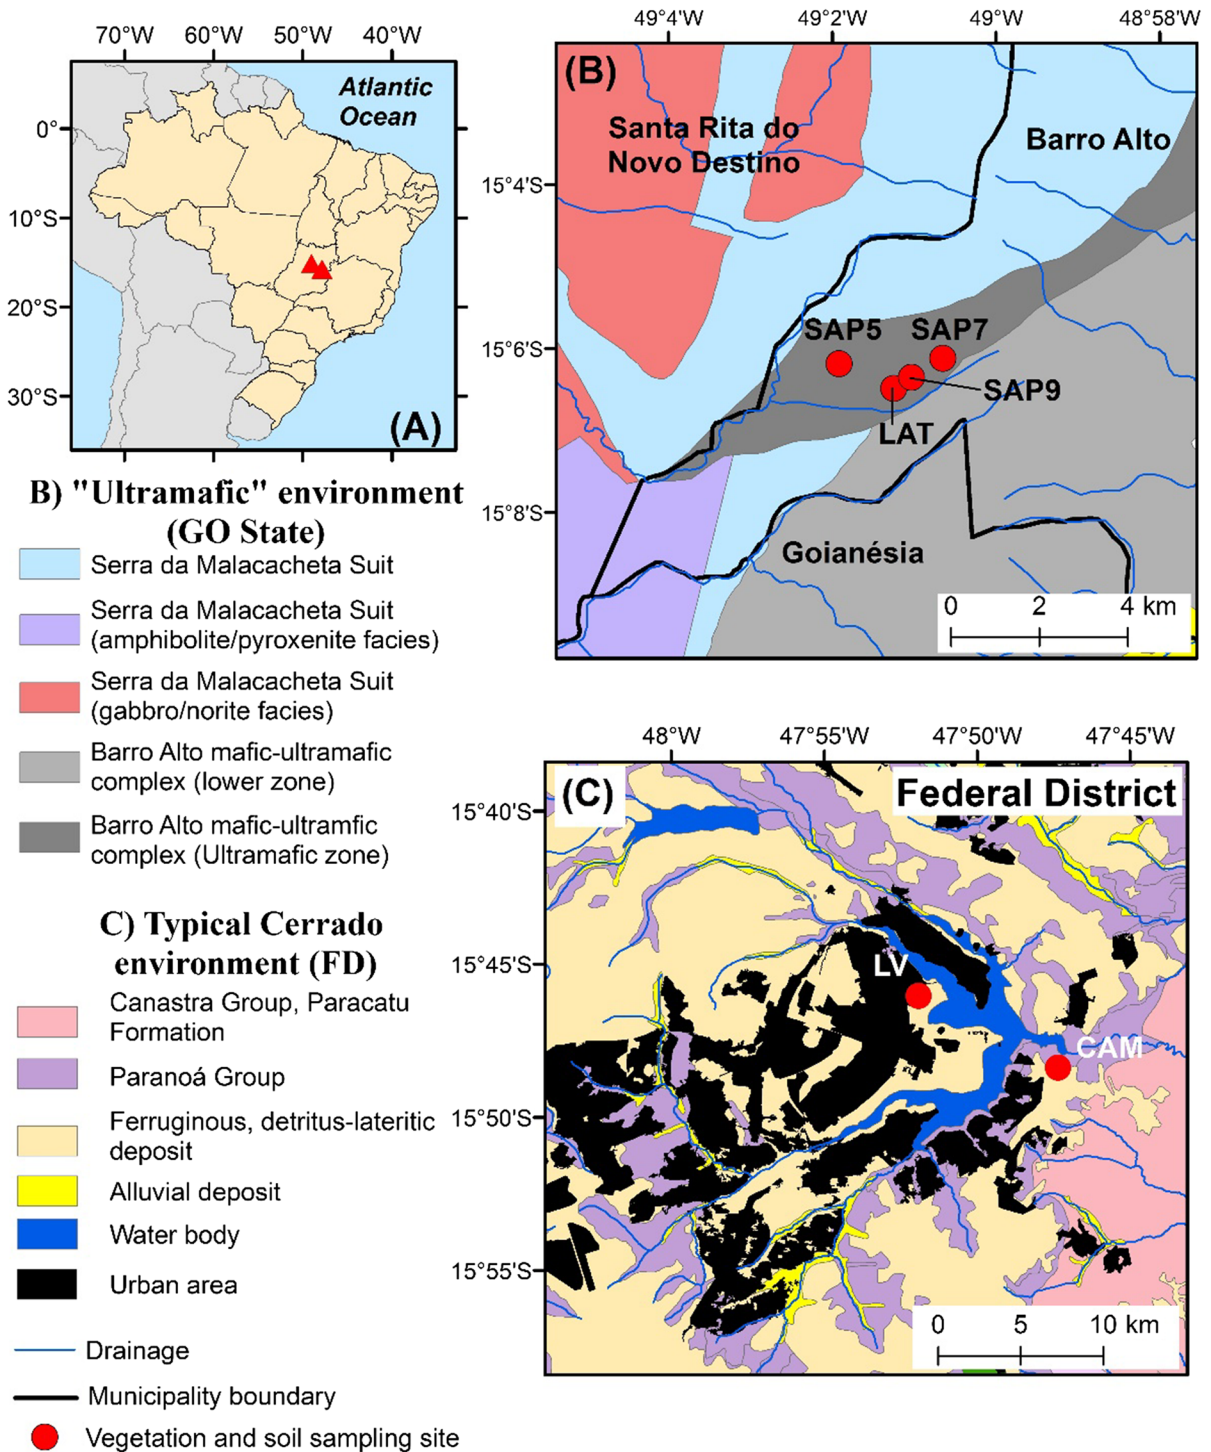 70°W 60°W 50°W 40°W
0°
10°S
20°S
30°S
Atlantic
Ocean
(A)
49°4'W 49°2'W 49°W 48°58'W
15°4'S
15°6'S
15°8'S
(B)
Santa Rita do
Novo Destino
Barro Alto
SAP5 SAP7
SAP9
LAT
Goianésia
0 2 4 km
B) "Ultramafic" environment
(GO State)
Serra da Malacacheta Suit
Serra da Malacacheta Suit
(amphibolite/pyroxenite facies)
Serra da Malacacheta Suit
(gabbro/norite facies)
Barro Alto mafic-ultramafic
complex (lower zone)
Barro Alto mafic-ultramfic
complex (Ultramafic zone)
C) Typical Cerrado
environment (FD)
Canastra Group, Paracatu
Formation
Paranoá Group
Ferruginous, detritus-lateritic
deposit
Alluvial deposit
Water body
Urban area
Drainage
Municipality boundary
Vegetation and soil sampling site
48°W 47°55'W 47°50'W 47°45'W
15°40'S
15°45'S
15°50'S
15°55'S
(C)
Federal District
LV
CAM
0 5 10 km